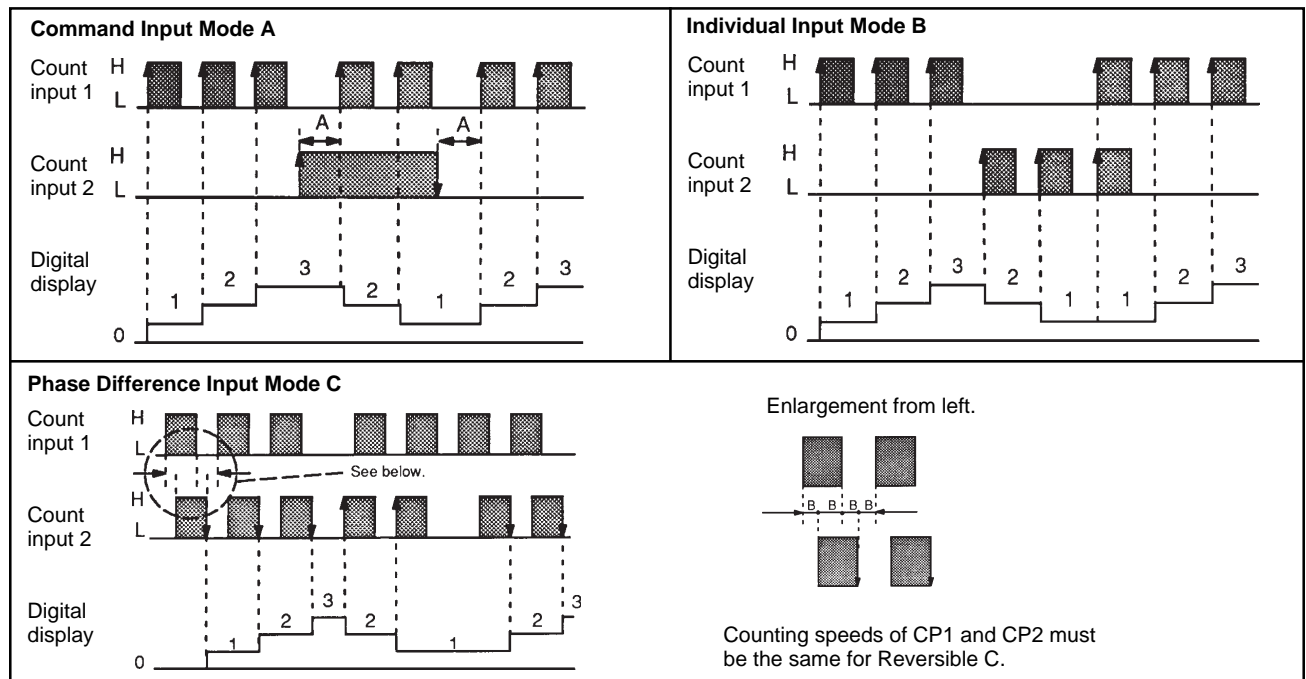 Command Input Mode A
Count input 1
H
L
A
A
Count input 2
H
L
Digital display
1
2
3
2
1
2
3
0
Individual Input Mode B
Count input 1
H
L
Count input 2
H
L
Digital display
1
2
3
2
1
1
2
3
0
Phase Difference Input Mode C
Count input 1
H
L
See below.
Count input 2
H
L
Digital display
1
2
3
2
1
2
3
0
Enlargement from left.
B B B B
Counting speeds of CP1 and CP2 must
be the same for Reversible C.